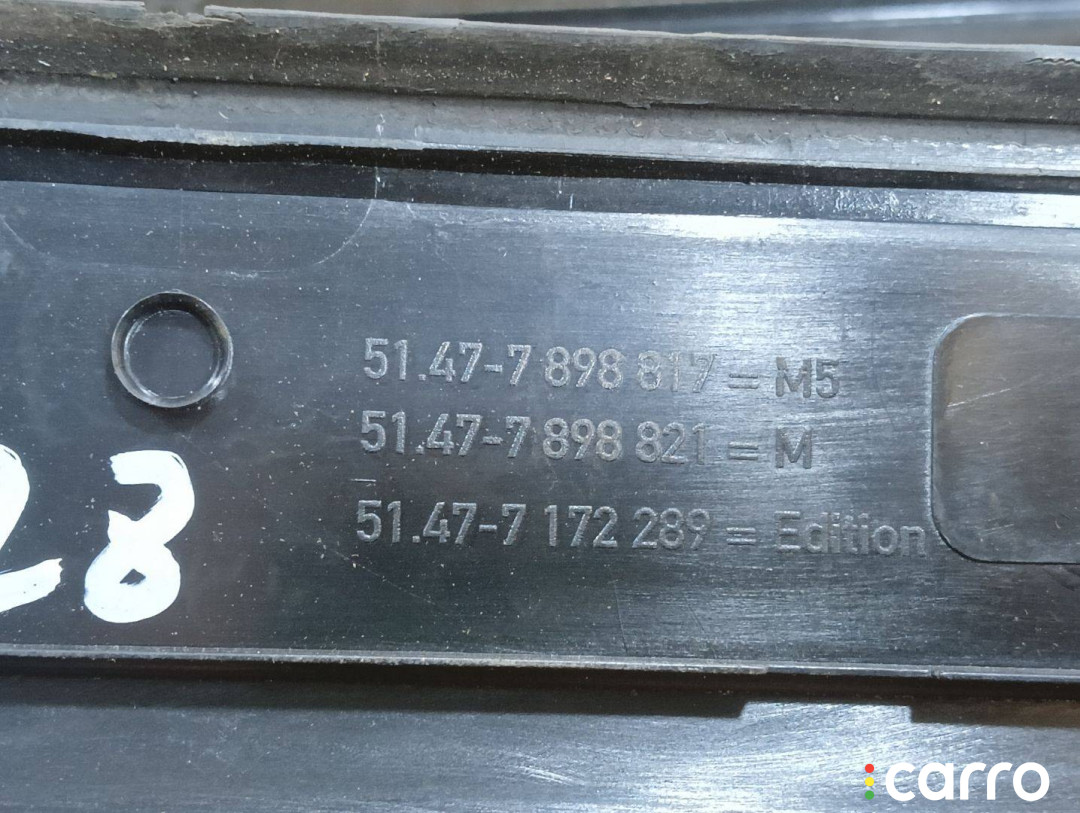 51.47-7 898 817 = M5
51.47-7 898 821 = M
51.47-7 172 289 = Edition
28
carro